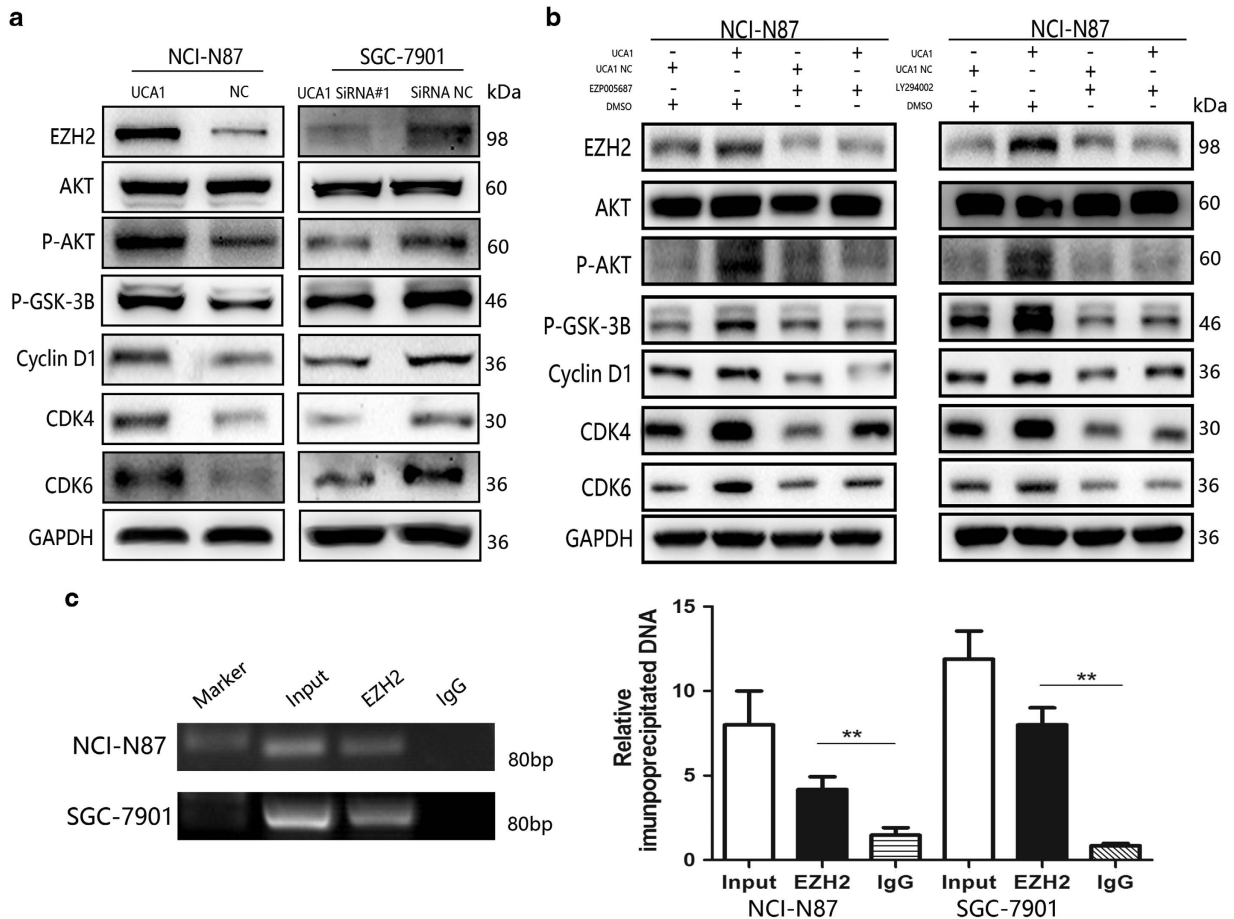 a
NCI-N87 SGC-7901
UCA1 NC UCA1 SiRNA#1 SiRNA NC kDa
EZH2 98
AKT 60
P-AKT 60
P-GSK-3B 46
Cyclin D1 36
CDK4 30
CDK6 36
GAPDH 36
b
NCI-N87 NCI-N87
UCA1 - + - + UCA1 - + - +
UCA1 NC + - + - UCA1 NC + - + -
EZP005687 - - + + LY294002 - - + +
DMSO + + - - DMSO + + - -
kDa
EZH2 98
AKT 60
P-AKT 60
P-GSK-3B 46
Cyclin D1 36
CDK4 30
CDK6 36
GAPDH 36
c
Marker Input EZH2 IgG
NCI-N87 80bp
SGC-7901 80bp
Relative
imunpoprecipitated DNA
15
10
5
0
** **
Input EZH2 IgG Input EZH2 IgG
NCI-N87 SGC-7901